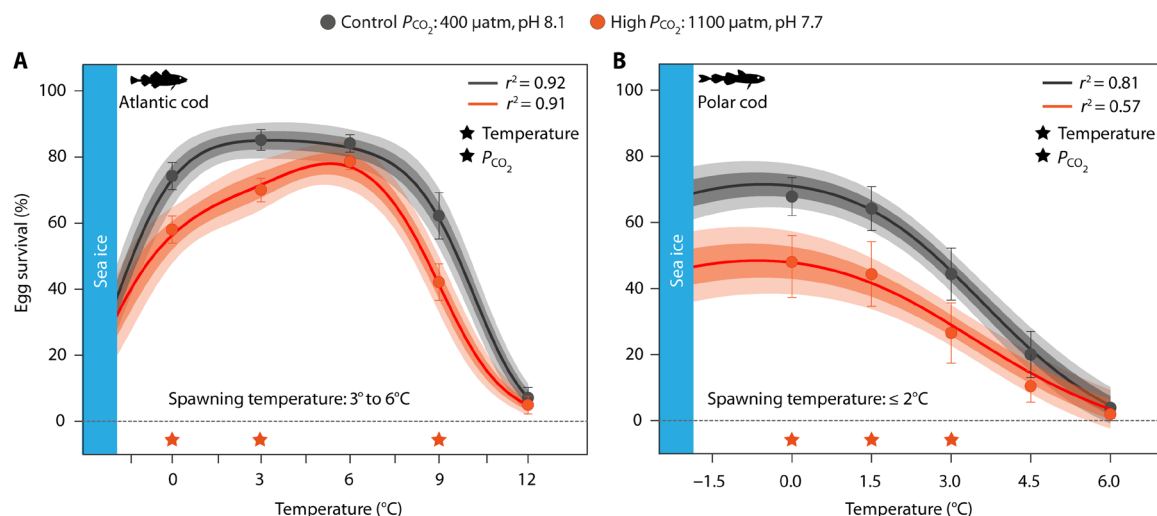 Control PCO2: 400 μatm, pH 8.1
High PCO2: 1100 μatm, pH 7.7
A
Atlantic cod
r² = 0.92
r² = 0.91
Temperature
PCO2
Sea ice
Egg survival (%)
100
80
60
40
20
0
Spawning temperature: 3° to 6°C
0 3 6 9 12
Temperature (°C)
B
Polar cod
r² = 0.81
r² = 0.57
Temperature
PCO2
Sea ice
100
80
60
40
20
0
Spawning temperature: ≤ 2°C
−1.5 0.0 1.5 3.0 4.5 6.0
Temperature (°C)